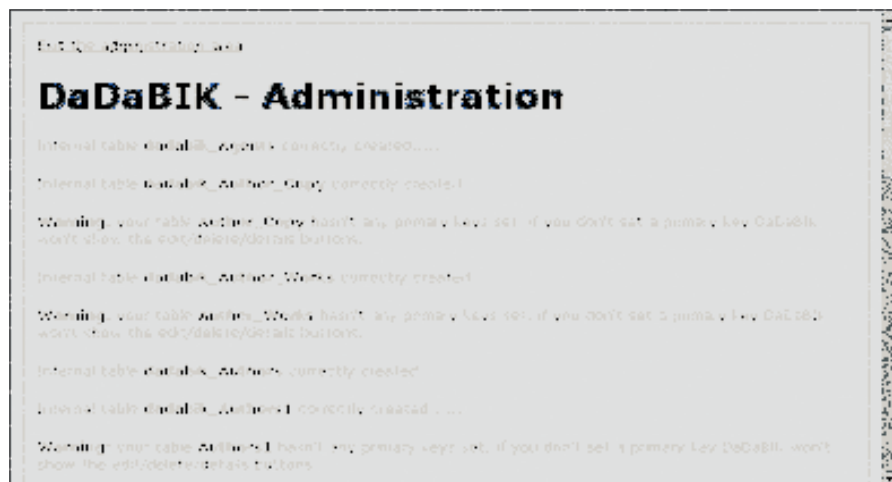 Exit the administration area
DaDaBIK - Administration
Internal table dadabik_Agents correctly created.....
Internal table dadabik_Author_Copy correctly created
Warning: your table Author_Copy hasn't any primary keys set, if you don't set a primary key DaDaBIK
won't show the edit/delete/details buttons.
Internal table dadabik_Author_Works correctly created
Warning: your table Author_Works hasn't any primary keys set, if you don't set a primary key DaDaBIK
won't show the edit/delete/details buttons.
Internal table dadabik_Authors correctly created
Internal table dadabik_Authors1 correctly created.....
Warning: your table Authors1 hasn't any primary keys set, if you don't set a primary key DaDaBIK won't
show the edit/delete/details buttons